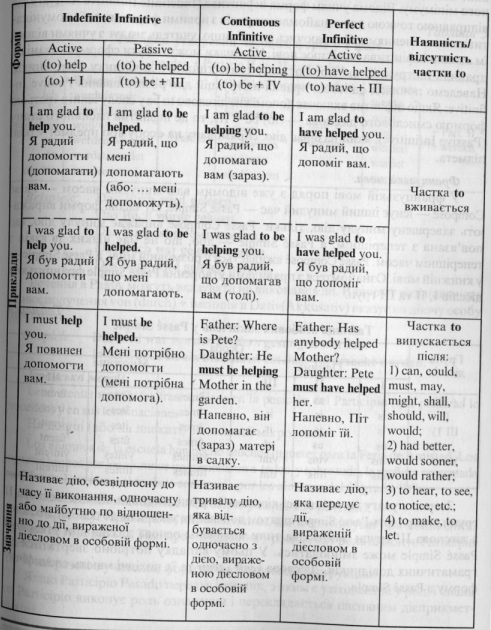 Форми
Indefinite Infinitive
Continuous
Infinitive
Perfect
Infinitive
Наявність/
відсутність
частки to
Active
Passive
Active
Active
(to) help
(to) be helped
(to) be helping
(to) have helped
(to) + I
(to) be + III
(to) be + IV
(to) have + III
Приклади
I am glad to
help you.
Я радий
допомогти
(допомагати)
вам.
I am glad to be
helped.
Я радий, що
мені
допомагають
(або: ... мені
допоможуть).
I am glad to be
helping you.
Я радий, що
допомагаю
вам (зараз).
I am glad to
have helped you.
Я радий, що
допоміг вам.
Частка to
вживається
I was glad to
help you.
Я був радий
допомогти
вам.
I was glad to be
helped.
Я був радий,
що мені
допомагають.
I was glad to be
helping you.
Я був радий,
що допомагав
вам (тоді).
I was glad to
have helped you.
Я був радий,
що допоміг
вам.
I must help
you.
Я повинен
допомогти
вам.
I must be
helped.
Мені потрібно
допомогти
(мені потрібна
допомога).
Father: Where
is Pete?
Daughter: He
must be helping
Mother in the
garden.
Напевно, він
допомагає
(зараз) матері
в садку.
Father: Has
anybody helped
Mother?
Daughter: Pete
must have helped
her.
Напевно, Піт
допоміг їй.
Частка to
випускається
після:
1) can, could,
must, may,
might, shall,
should, will,
would;
2) had better,
would sooner,
would rather;
3) to hear, to see,
to notice, etc.;
4) to make, to
let.
Значення
Називає дію, безвідносну до
часу її виконання, одночасну
або майбутню по відношен-
ню до дії, вираженої
дієсловом в особовій формі.
Називає
тривалу дію,
яка від-
бувається
одночасно з
дією, вираже-
ною дієсловом
в особовій
формі.
Називає дію,
яка передує
дії,
вираженій
дієсловом в
особовій
формі.